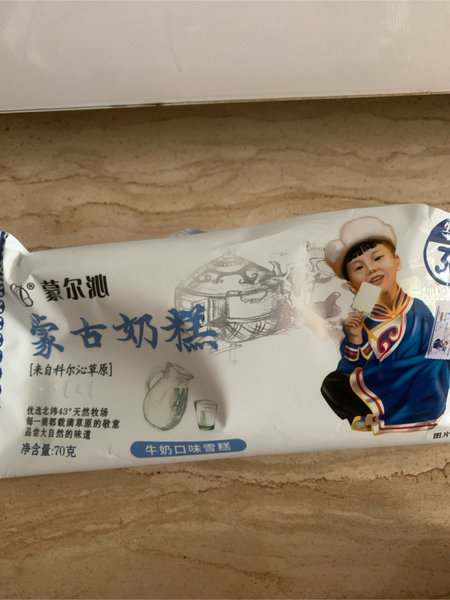 蒙尔沁
蒙古奶糕
[来自科尔沁草原]
优选北纬43°天然牧场
每一滴都载满草原的敬意
品尝大自然的味道
净含量:70克
牛奶口味雪糕
图片